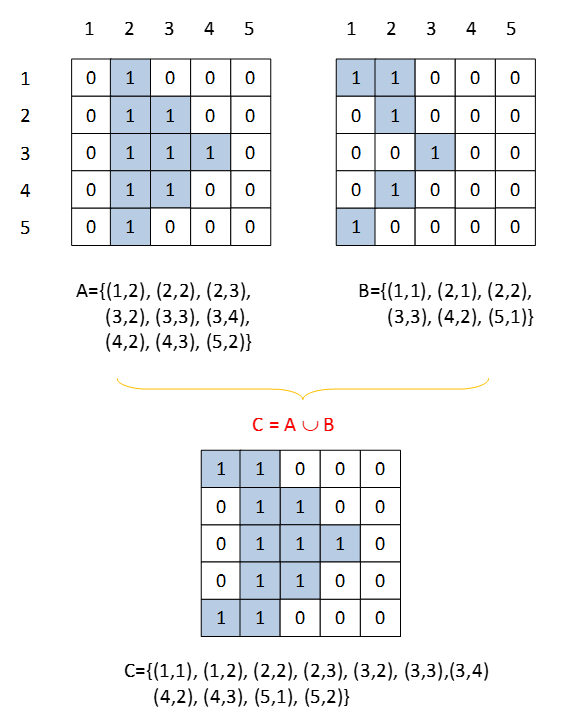 1 2 3 4 5 1 2 3 4 5
1 0 1 0 0 0 1 1 0 0 0
2 0 1 1 0 0 0 1 0 0 0
3 0 1 1 1 0 0 0 1 0 0
4 0 1 1 0 0 0 1 0 0 0
5 0 1 0 0 0 1 0 0 0 0
A={(1,2), (2,2), (2,3),
(3,2), (3,3), (3,4),
(4,2), (4,3), (5,2)}
B={(1,1), (2,1), (2,2),
(3,3), (4,2), (5,1)}
C = A ∪ B
1 1 0 0 0
0 1 1 0 0
0 1 1 1 0
0 1 1 0 0
1 1 0 0 0
C={(1,1), (1,2), (2,2), (2,3), (3,2), (3,3),(3,4)
(4,2), (4,3), (5,1), (5,2)}